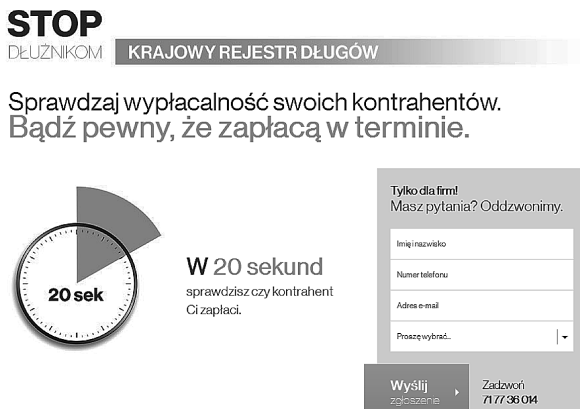 STOP
DŁUŻNIKOM
KRAJOWY REJESTR DŁUGÓW
Sprawdzaj wypłacalność swoich kontrahentów.
Bądź pewny, że zapłacą w terminie.
20 sek
W 20 sekund
sprawdzisz czy kontrahent
Ci zapłaci.
Tylko dla firm!
Masz pytania? Oddzwonimy.
Imię i nazwisko
Numer telefonu
Adres e-mail
Proszę wybrać...
Wyślij
zgłoszenie
Zadzwoń
71 77 36 014